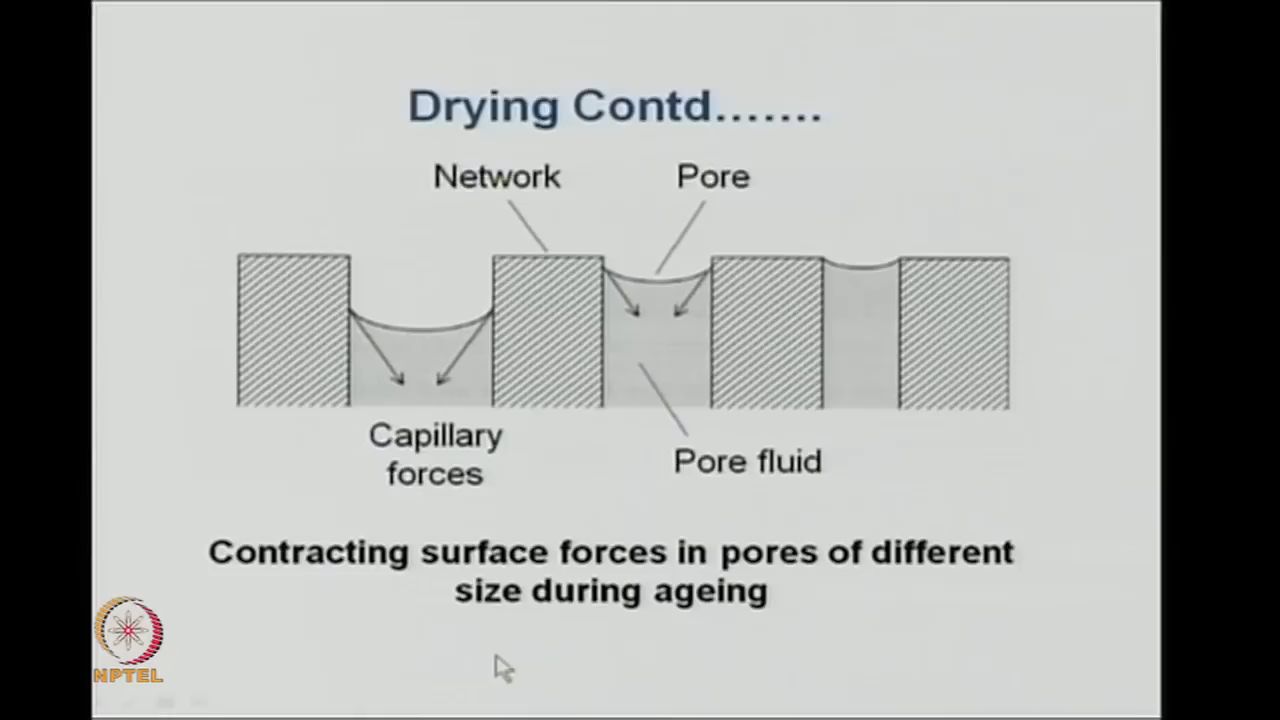 Drying Contd.......
Network
Pore
Capillary
forces
Pore fluid
Contracting surface forces in pores of different
size during ageing
NPTEL